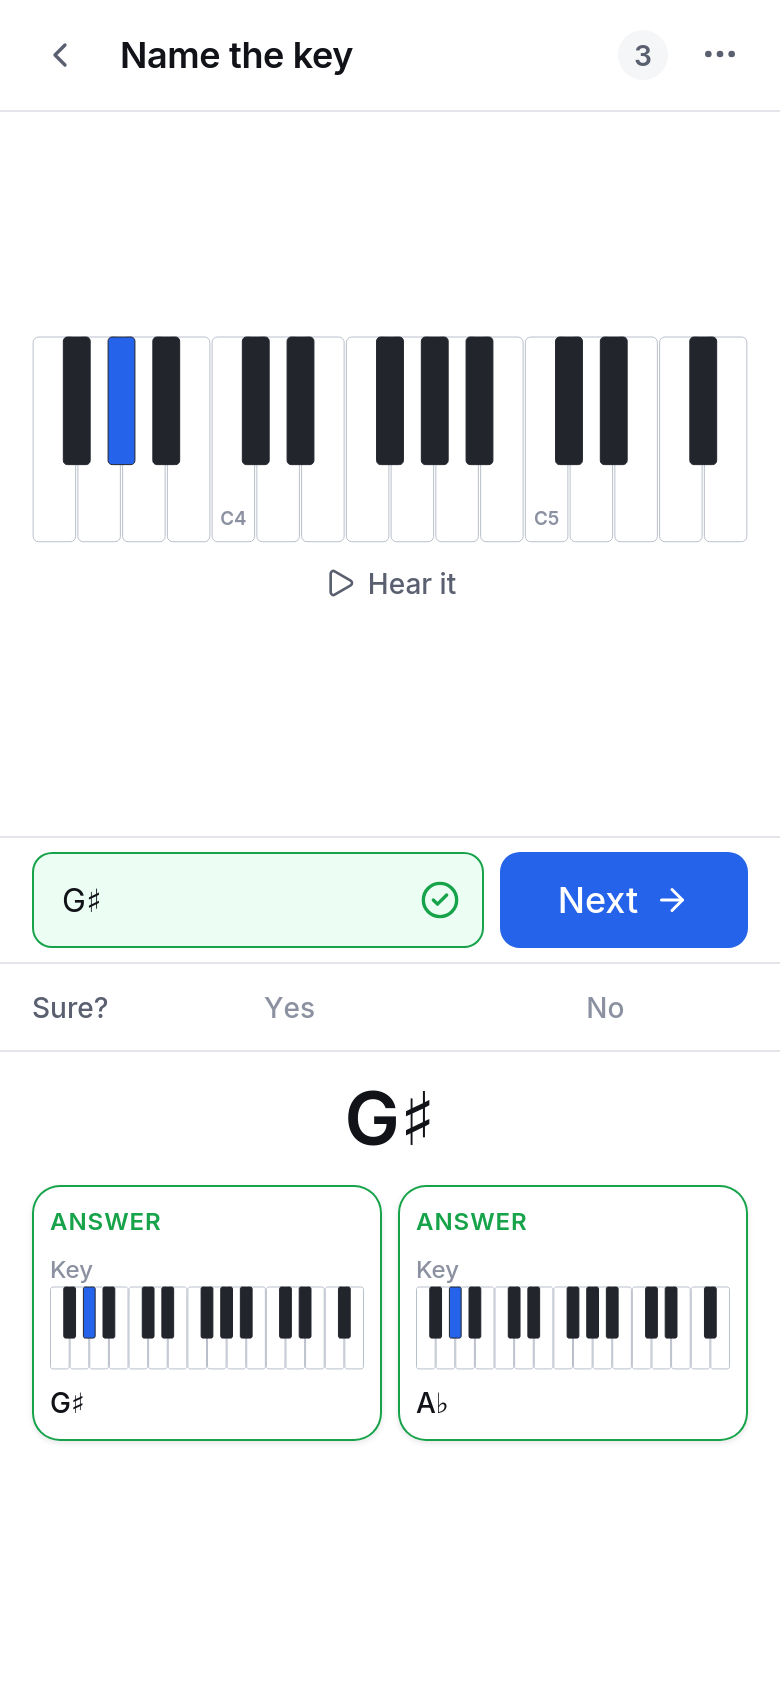 Name the key
3
C4
C5
Hear it
G♯
Next
Sure?
Yes
No
G♯
ANSWER
Key
G♯
ANSWER
Key
A♭